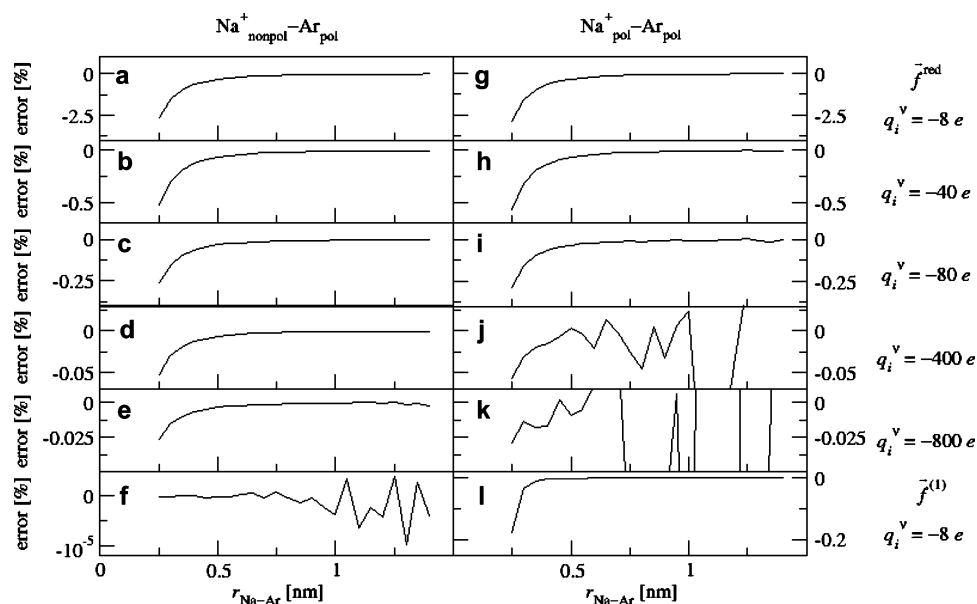 Na⁺nonpol–Arpol
Na⁺pol–Arpol
error [%] 0 -2.5 a g 0 -2.5 f⃗ red
qᵢᵛ = −8 e
error [%] 0 -0.5 b h 0 -0.5 qᵢᵛ = −40 e
error [%] 0 -0.25 c i 0 -0.25 qᵢᵛ = −80 e
error [%] 0 -0.05 d j 0 -0.05 qᵢᵛ = −400 e
error [%] 0 -0.025 e k 0 -0.025 qᵢᵛ = −800 e
error [%] 0 -10⁻⁵ f l 0 -0.2 f⃗ (1)
qᵢᵛ = −8 e
0 0.5 1 0.5 1
rNa–Ar [nm] rNa–Ar [nm]